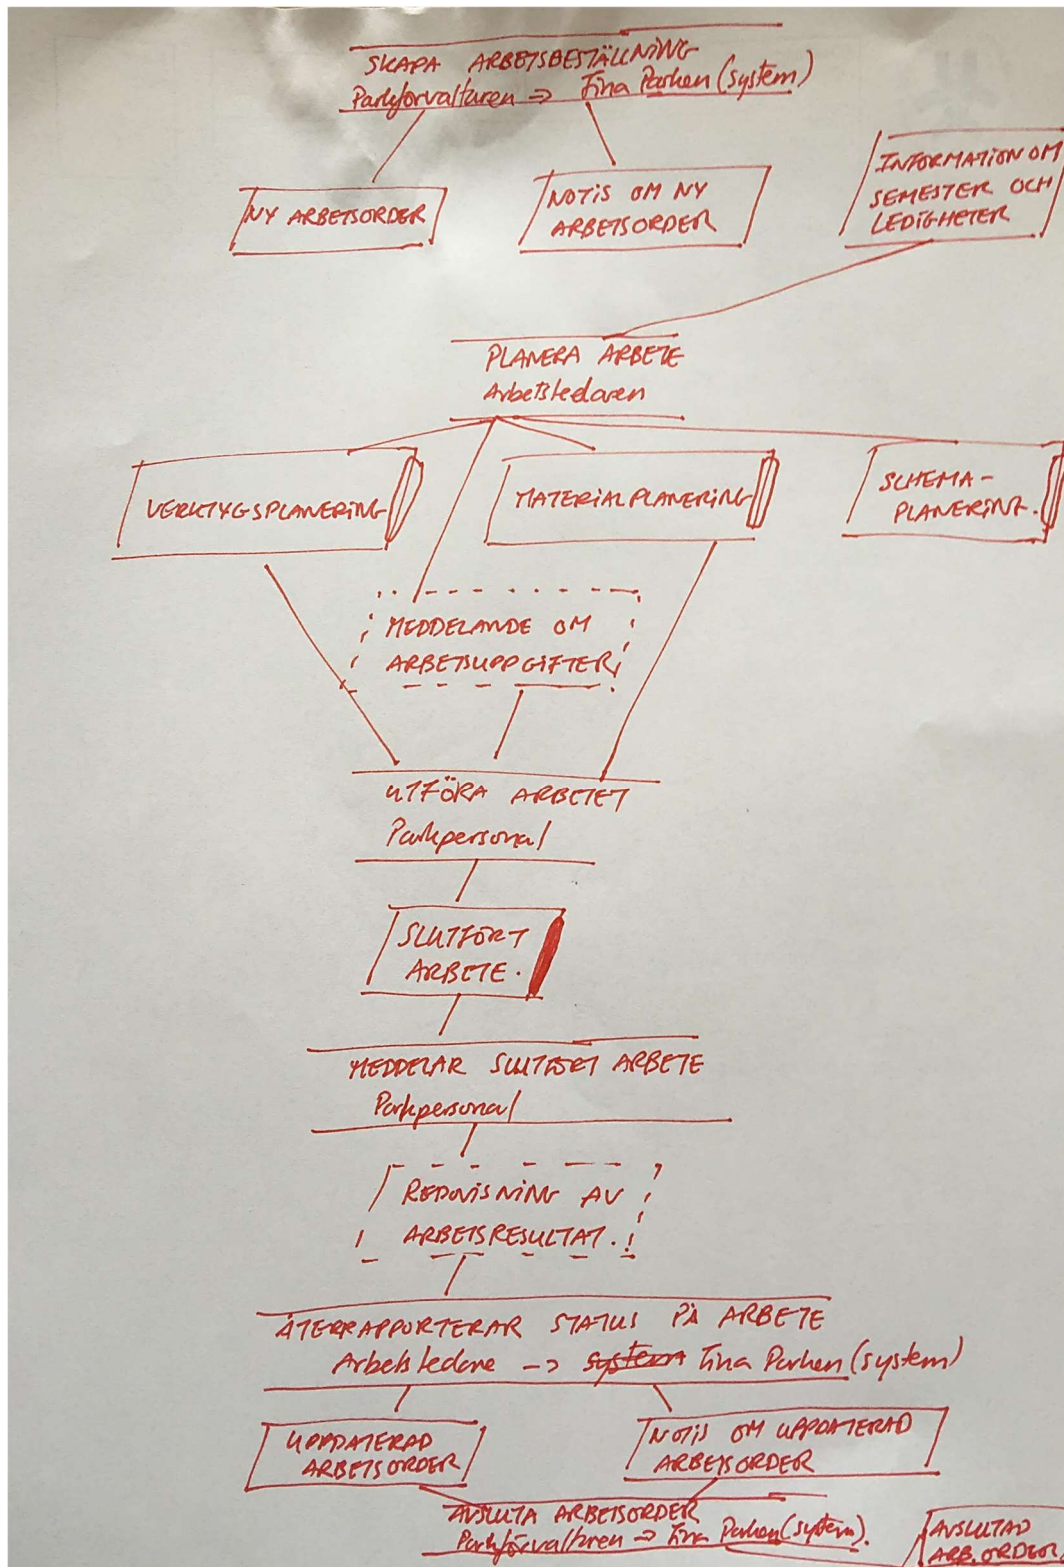 SKAPA ARBETSBESTÄLLNING
Parkförvaltaren -> Fina Parken (system)
NY ARBETSORDER
NOTIS OM NY
ARBETSORDER
INFORMATION OM
SEMESTER OCH
LEDIGHETER
PLANERA ARBETE
Arbetsledaren
VERKTYGSPLANERING
MATERIALPLANERING
SCHEMA-
PLANERING.
MEDDELANDE OM
ARBETSUPPGIFTER
UTFÖRA ARBETET
Parkpersonal
SLUTFÖRT
ARBETE.
MEDDELAR SLUTFÖRT ARBETE
Parkpersonal
REDOVISNING AV
ARBETSRESULTAT.
ÅTERRAPPORTERAR STATUS PÅ ARBETE
Arbetsledare -> system Fina Parken (system)
UPPDATERAD
ARBETSORDER
NOTIS OM UPPDATERAD
ARBETSORDER
AVSLUTA ARBETSORDER
Parkförvaltaren -> Fina Parken (system).
AVSLUTAD
ARB.ORDER